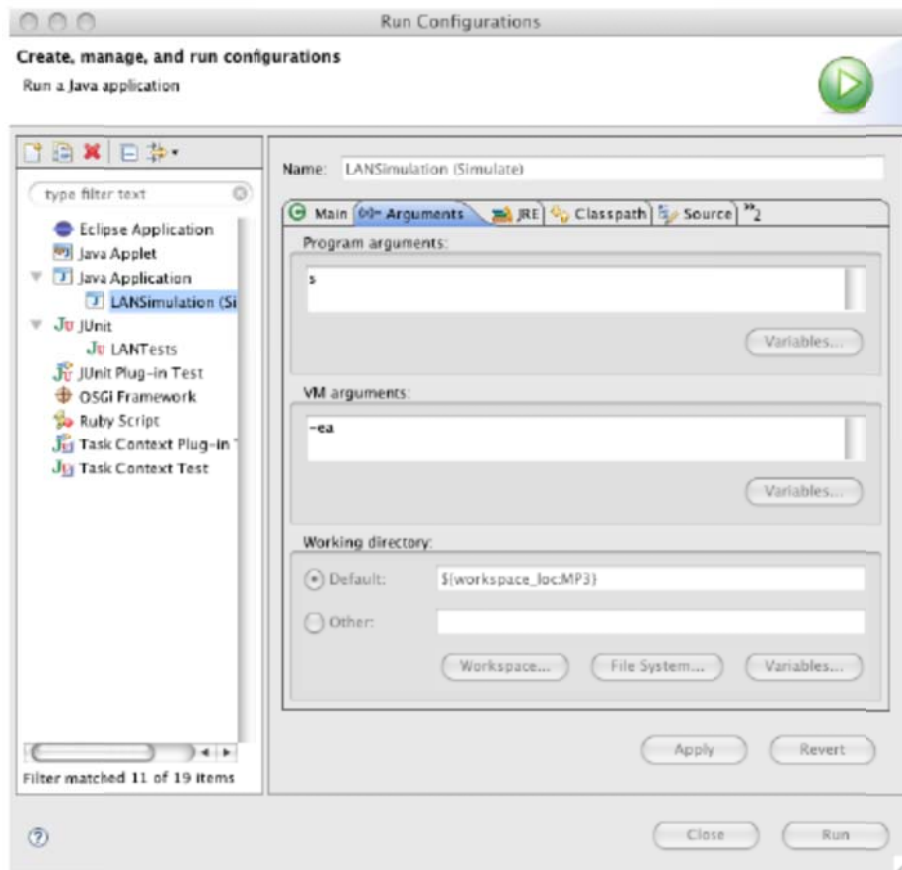 Run Configurations
Create, manage, and run configurations
Run a Java application
type filter text
Eclipse Application
Java Applet
Java Application
LANSimulation (Si
JUnit
LANTests
JUnit Plug-in Test
OSGi Framework
Ruby Script
Task Context Plug-in T
Task Context Test
Filter matched 11 of 19 items
Name: LANSimulation (Simulate)
Main Arguments JRE Classpath Source »2
Program arguments:
s
Variables...
VM arguments:
-ea
Variables...
Working directory:
Default: ${workspace_loc:MP3}
Other:
Workspace... File System... Variables...
Apply Revert
? Close Run